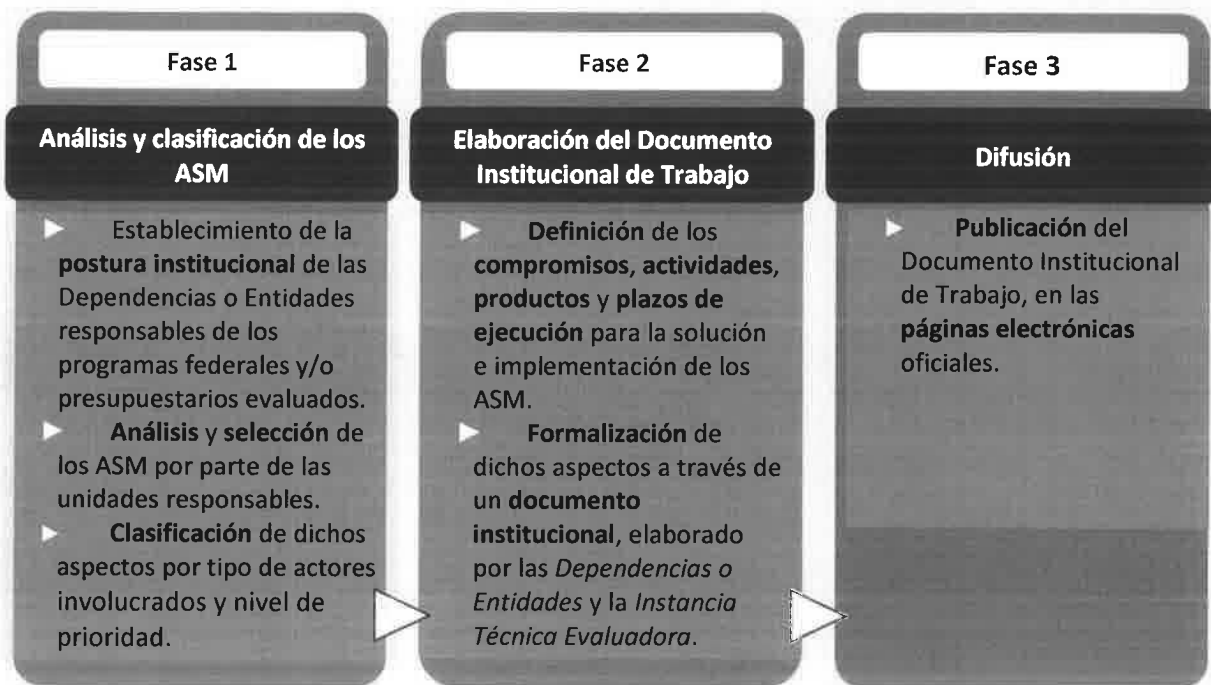 Fase 1
Análisis y clasificación de los
ASM
Establecimiento de la
postura institucional de las
Dependencias o Entidades
responsables de los
programas federales y/o
presupuestarios evaluados.
Análisis y selección de
los ASM por parte de las
unidades responsables.
Clasificación de dichos
aspectos por tipo de actores
involucrados y nivel de
prioridad.
Fase 2
Elaboración del Documento
Institucional de Trabajo
Definición de los
compromisos, actividades,
productos y plazos de
ejecución para la solución
e implementación de los
ASM.
Formalización de
dichos aspectos a través de
un documento
institucional, elaborado
por las Dependencias o
Entidades y la Instancia
Técnica Evaluadora.
Fase 3
Difusión
Publicación del
Documento Institucional
de Trabajo, en las
páginas electrónicas
oficiales.